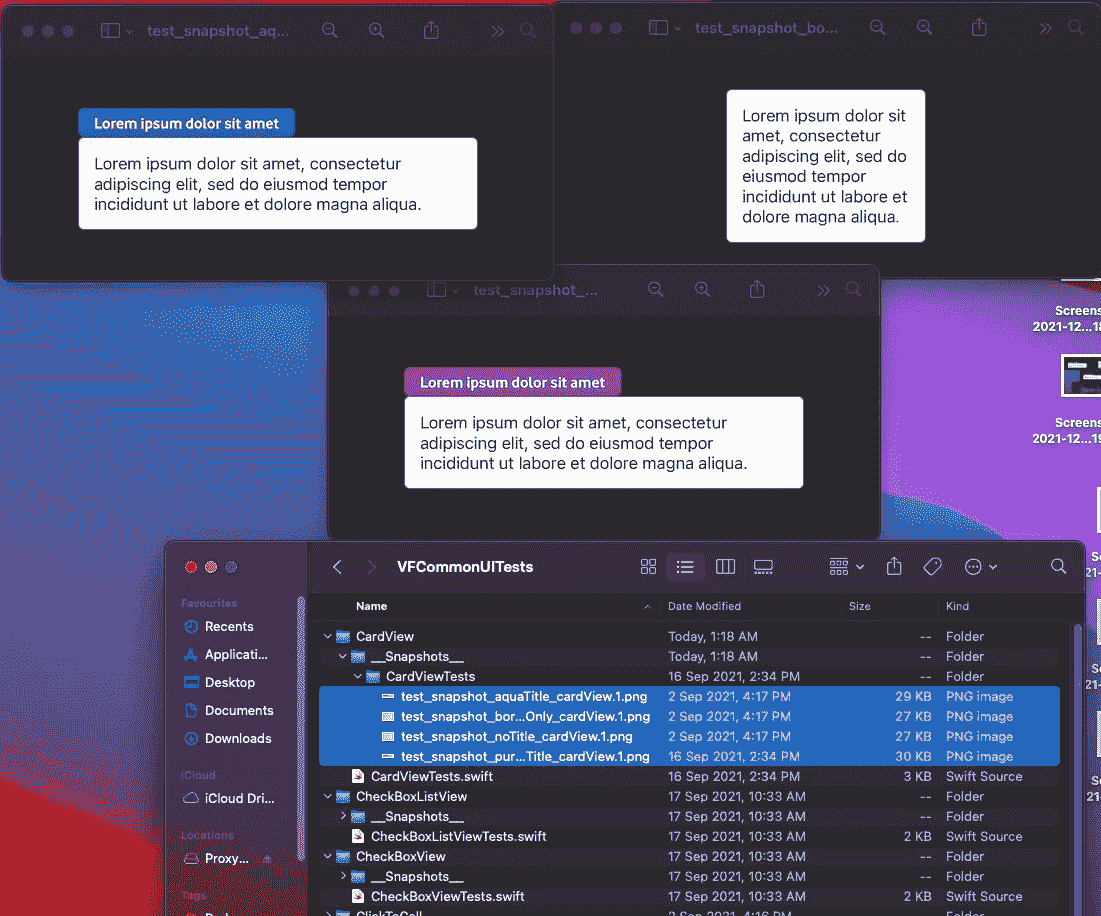 test_snapshot_aq...
test_snapshot_bo...
Lorem ipsum dolor sit amet
Lorem ipsum dolor sit amet, consectetur
adipiscing elit, sed do eiusmod tempor
incididunt ut labore et dolore magna aliqua.
Lorem ipsum dolor sit
amet, consectetur
adipiscing elit, sed do
eiusmod tempor
incididunt ut labore et
dolore magna aliqua.
test_snapshot_...
Lorem ipsum dolor sit amet
Lorem ipsum dolor sit amet, consectetur
adipiscing elit, sed do eiusmod tempor
incididunt ut labore et dolore magna aliqua.
Screens
2021-12...18
Screens
2021-12...19
VFCommonUITests
Favourites
Recents
Applicati...
Desktop
Documents
Downloads
iCloud
iCloud Dri...
Locations
Proxy...
Tags
Name Date Modified Size Kind
CardView Today, 1:18 AM -- Folder
__Snapshots__ Today, 1:18 AM -- Folder
CardViewTests 16 Sep 2021, 2:34 PM -- Folder
test_snapshot_aquaTitle_cardView.1.png 2 Sep 2021, 4:17 PM 29 KB PNG image
test_snapshot_bor...Only_cardView.1.png 2 Sep 2021, 4:17 PM 27 KB PNG image
test_snapshot_noTitle_cardView.1.png 2 Sep 2021, 4:17 PM 27 KB PNG image
test_snapshot_pur...Title_cardView.1.png 16 Sep 2021, 2:34 PM 30 KB PNG image
CardViewTests.swift 16 Sep 2021, 2:34 PM 3 KB Swift Source
CheckBoxListView 17 Sep 2021, 10:33 AM -- Folder
__Snapshots__ 17 Sep 2021, 10:33 AM -- Folder
CheckBoxListViewTests.swift 17 Sep 2021, 10:33 AM 2 KB Swift Source
CheckBoxView 17 Sep 2021, 10:33 AM -- Folder
__Snapshots__ 17 Sep 2021, 10:33 AM -- Folder
CheckBoxViewTests.swift 17 Sep 2021, 10:33 AM 2 KB Swift Source
ClickToCall 2 Sep 2021, 4:17 PM -- Folder